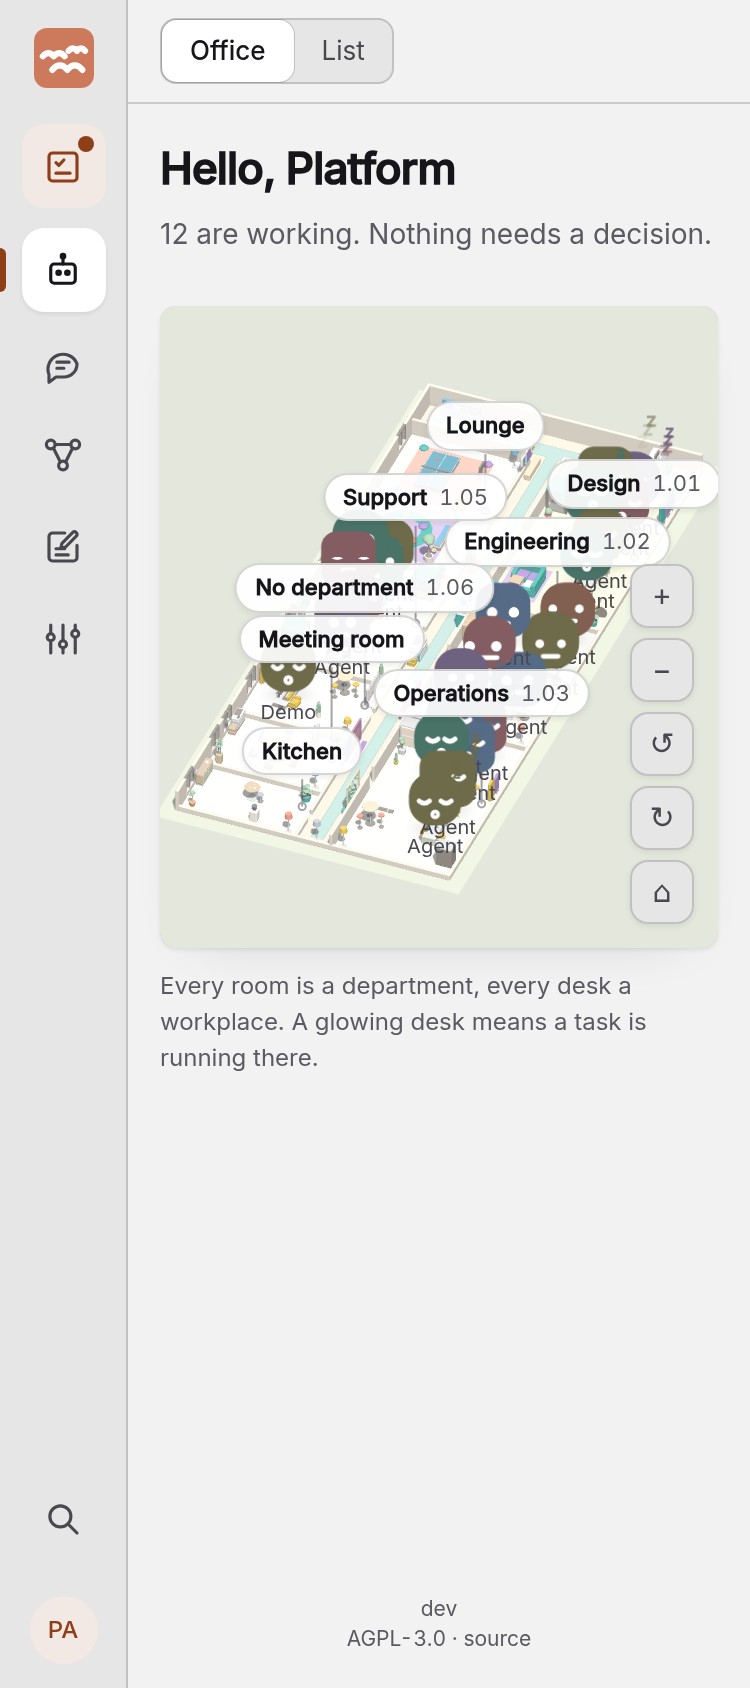 Office
List
Hello, Platform
12 are working. Nothing needs a decision.
Lounge
Design 1.01
Support 1.05
Engineering 1.02
Agent
No department 1.06
Meeting room
Agent
Operations 1.03
Demo
Kitchen
Agent
Agent
Every room is a department, every desk a
workplace. A glowing desk means a task is
running there.
PA
dev
AGPL-3.0 · source